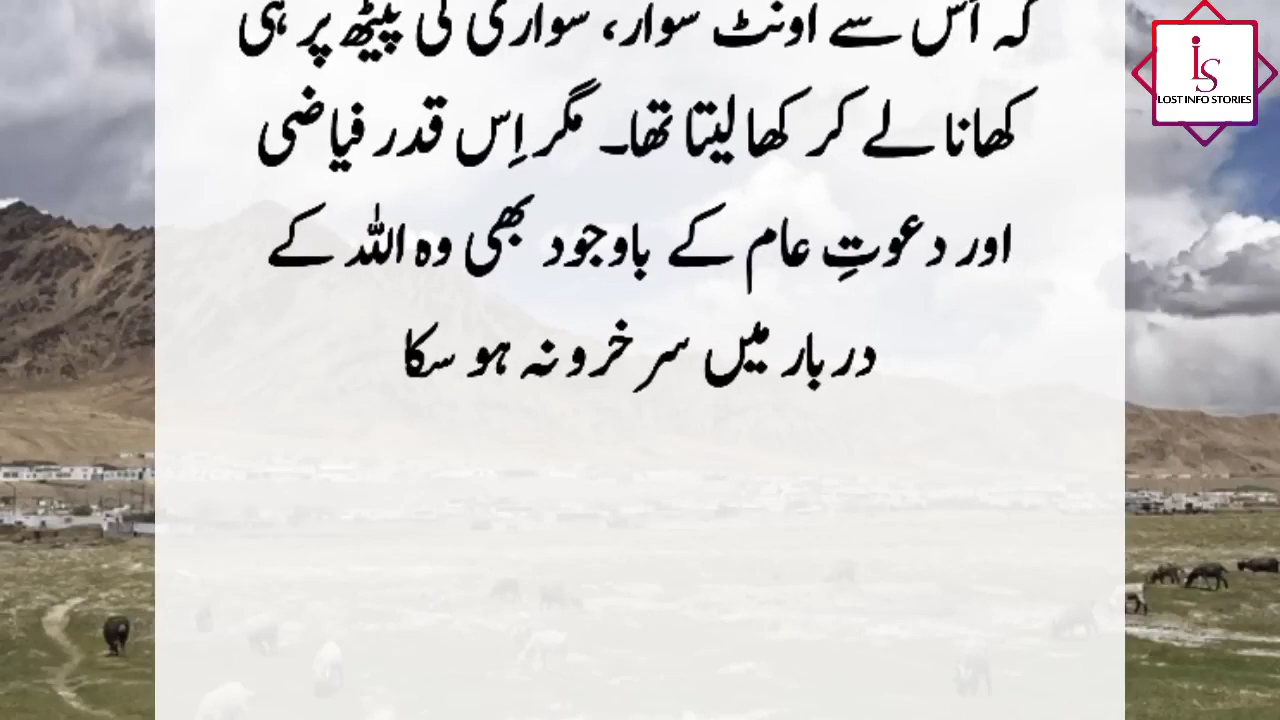 کہ اُس سے اونٹ سوار، سواری کی پیٹھ پر ہی
کھانا لے کر کھا لیتا تھا۔ مگر اِس قدر فیاضی
اور دعوتِ عام کے باوجود بھی وہ اللہ کے
دربار میں سرخرو نہ ہو سکا
LS
LOST INFO STORIES